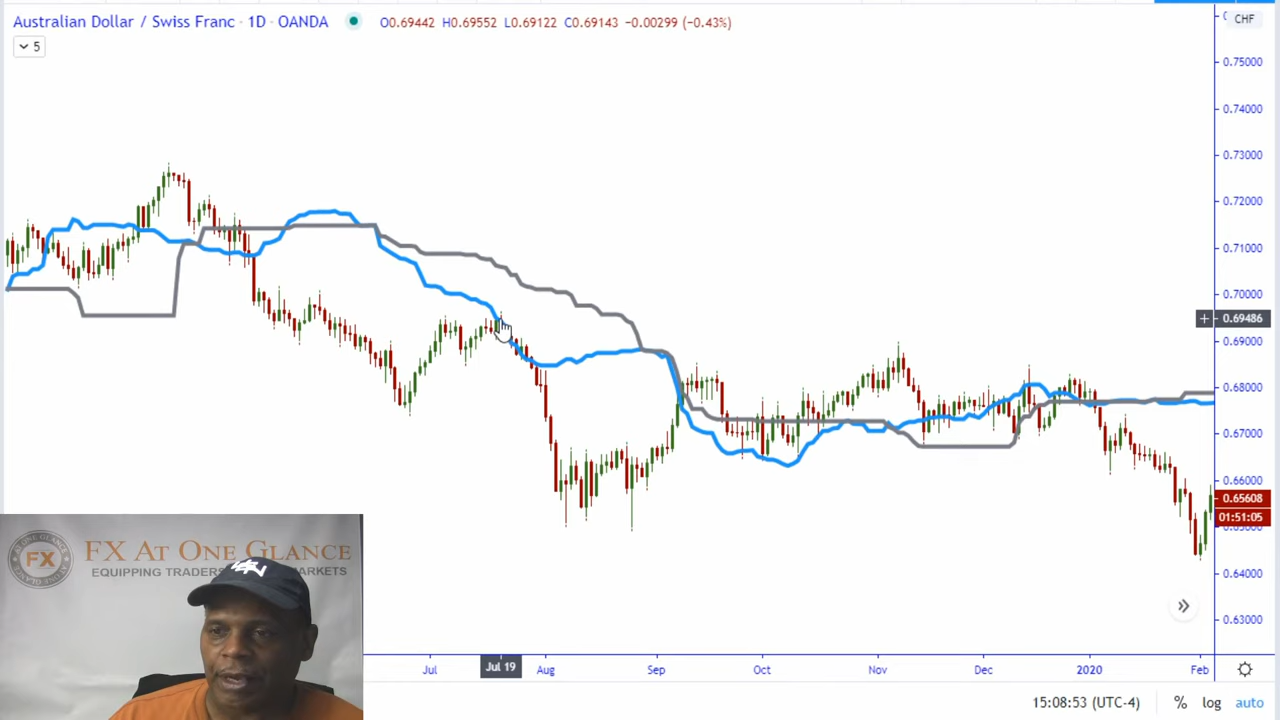 Australian Dollar / Swiss Franc · 1D · OANDA O0.69442 H0.69552 L0.69122 C0.69143 −0.00299 (−0.43%)
5
CHF
0.75000
0.74000
0.73000
0.72000
0.71000
0.70000
0.69486
0.69000
0.68000
0.67000
0.66000
0.65608
01:51:05
0.64000
0.63000
FX
FX AT ONE GLANCE
EQUIPPING TRADERS MARKETS
Jul Jul 19 Aug Sep Oct Nov Dec 2020 Feb
15:08:53 (UTC-4) % log auto